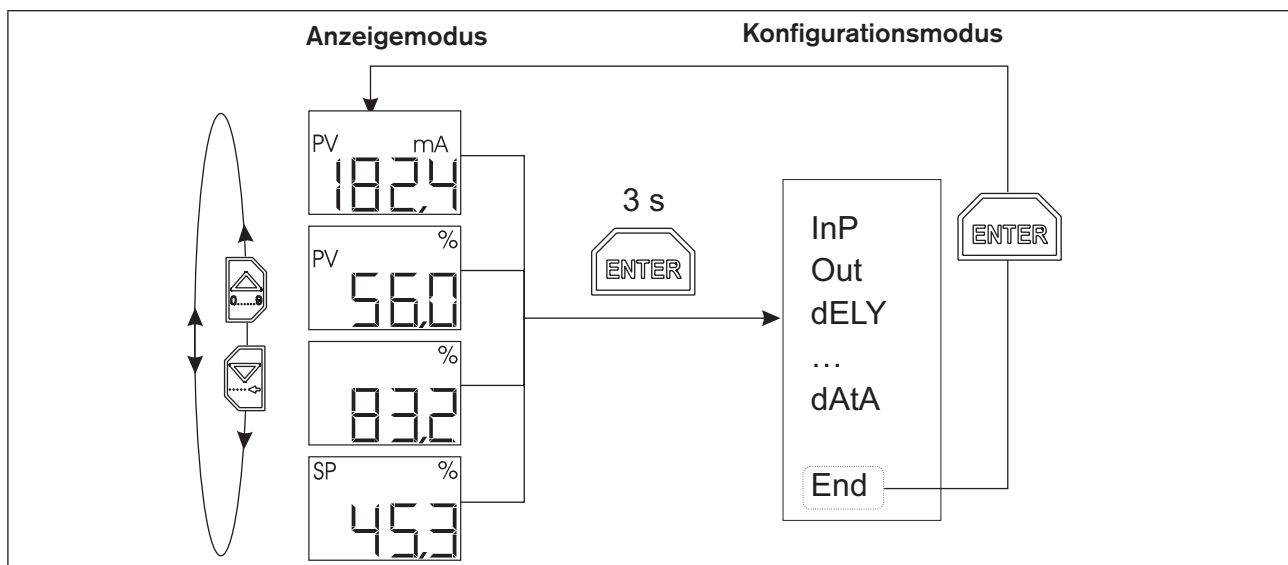 Anzeigemodus
Konfigurationsmodus
PV mA
182,4
% 
PV
56,0
%
83,2
SP %
45,3
0......9
.....
3 s
ENTER
InP
Out
dELY
…
dAtA
End
ENTER